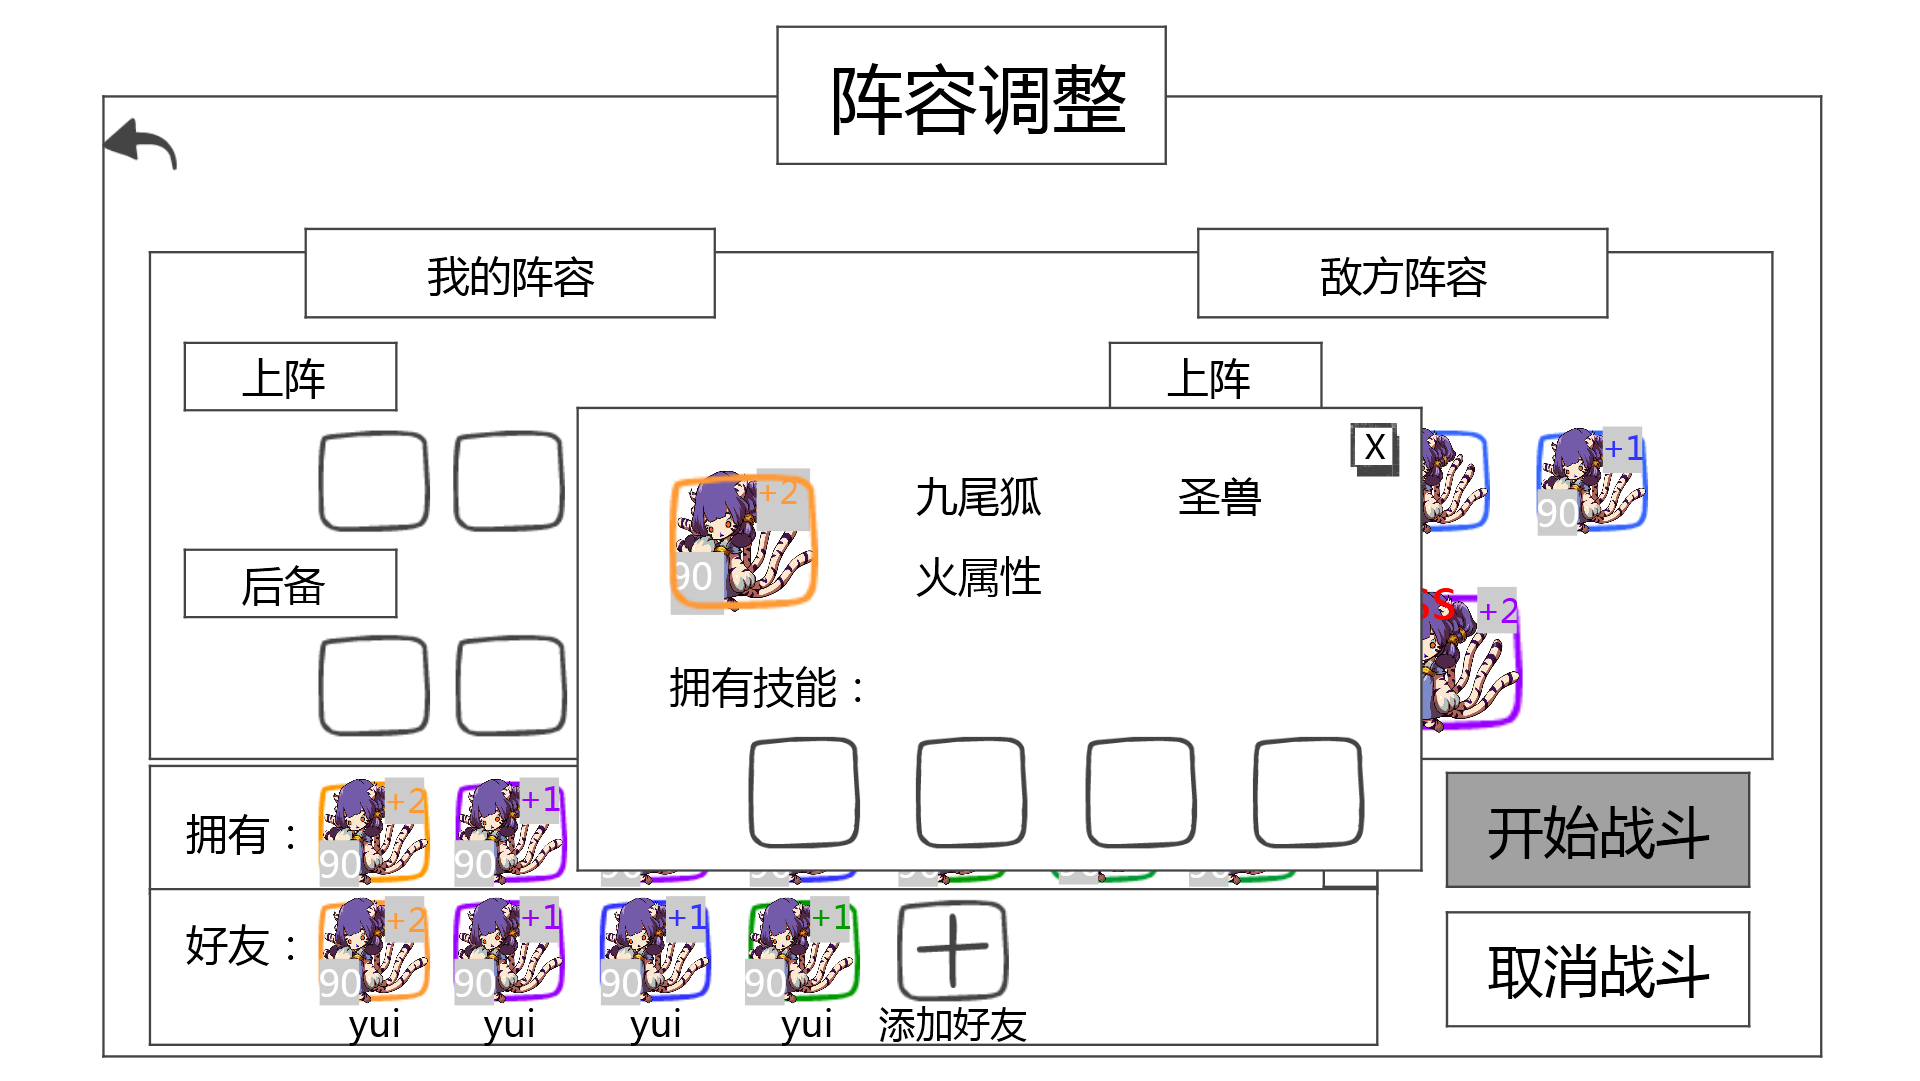 阵容调整
我的阵容
敌方阵容
上阵
上阵
X
+1
90
+2
90
九尾狐
圣兽
火属性
后备
+2
拥有技能：
拥有：
+2
90
+1
90
开始战斗
好友：
+2
90
+1
90
+1
90
+1
90
yui
yui
yui
yui
添加好友
取消战斗